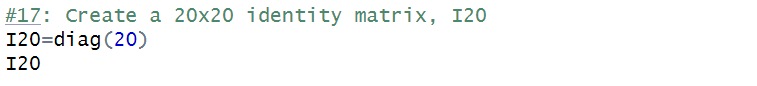 #17: Create a 20x20 identity matrix, I20
I20=diag(20)
I20